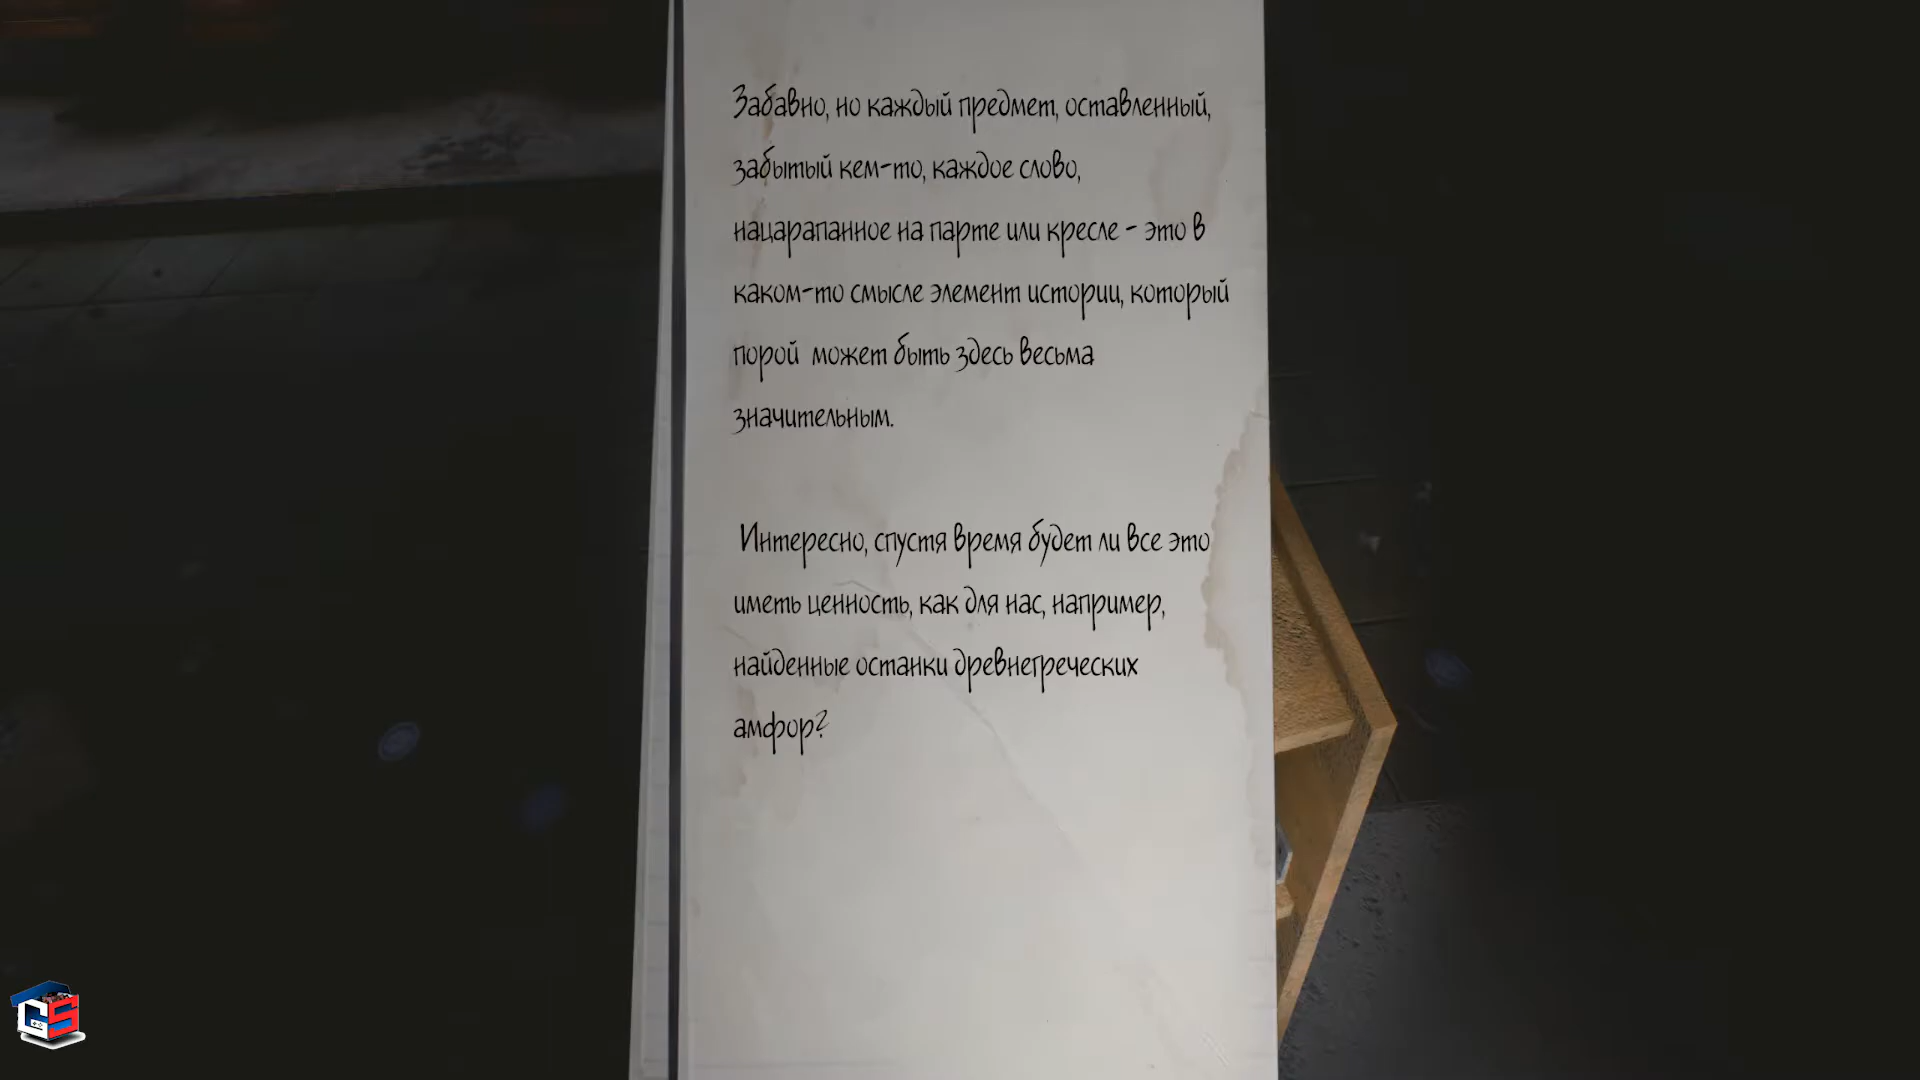 Забавно, но каждый предмет, оставленный,
забытый кем-то, каждое слово,
нацарапанное на парте или кресле - это в
каком-то смысле элемент истории, который
порой  может быть здесь весьма
значительным.
Интересно, спустя время будет ли все это
иметь ценность, как для нас, например,
найденные останки древнегреческих
амфор?
GS